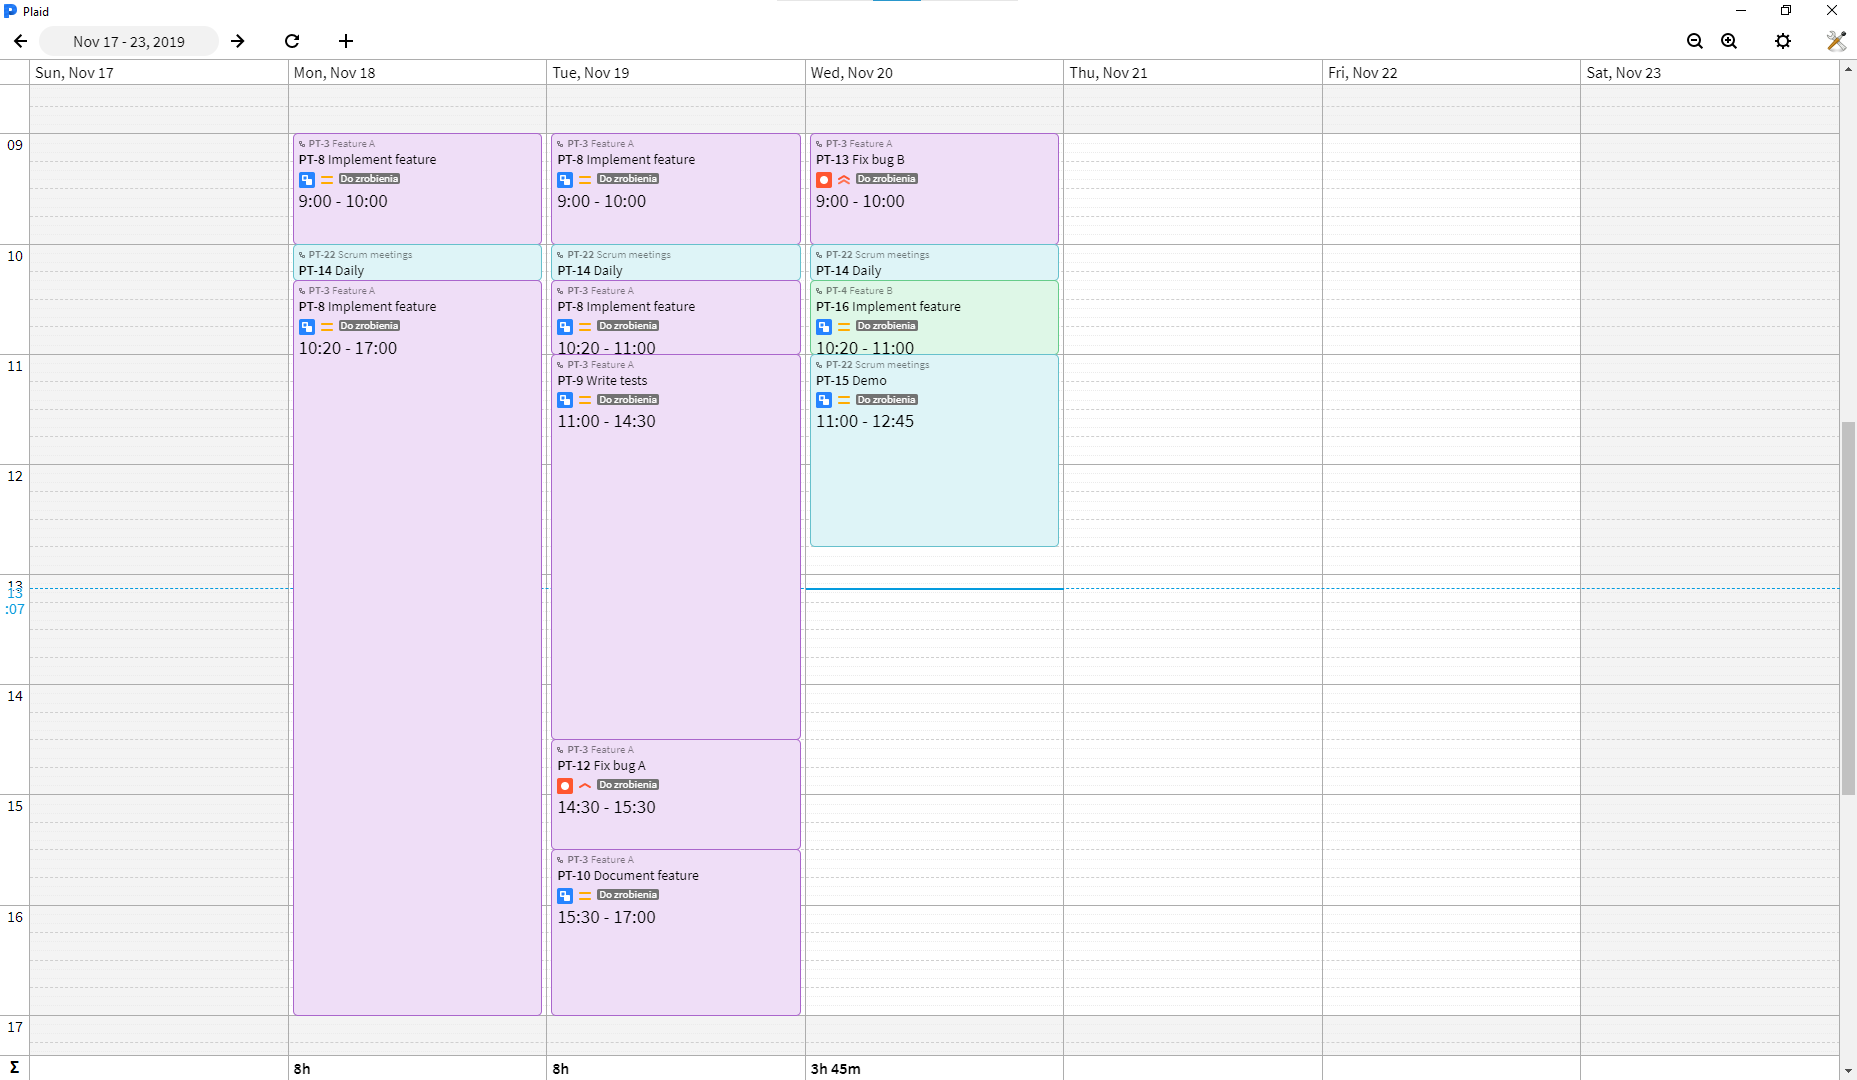 Plaid
Nov 17 - 23, 2019
Sun, Nov 17
Mon, Nov 18
Tue, Nov 19
Wed, Nov 20
Thu, Nov 21
Fri, Nov 22
Sat, Nov 23
09
10
11
12
13
13
:07
14
15
16
17
PT-3 Feature A
PT-8 Implement feature
Do zrobienia
9:00 - 10:00
PT-22 Scrum meetings
PT-14 Daily
PT-3 Feature A
PT-8 Implement feature
Do zrobienia
10:20 - 17:00
PT-3 Feature A
PT-8 Implement feature
Do zrobienia
9:00 - 10:00
PT-22 Scrum meetings
PT-14 Daily
PT-3 Feature A
PT-8 Implement feature
Do zrobienia
10:20 - 11:00
PT-3 Feature A
PT-9 Write tests
Do zrobienia
11:00 - 14:30
PT-3 Feature A
PT-12 Fix bug A
Do zrobienia
14:30 - 15:30
PT-3 Feature A
PT-10 Document feature
Do zrobienia
15:30 - 17:00
PT-3 Feature A
PT-13 Fix bug B
Do zrobienia
9:00 - 10:00
PT-22 Scrum meetings
PT-14 Daily
PT-4 Feature B
PT-16 Implement feature
Do zrobienia
10:20 - 11:00
PT-22 Scrum meetings
PT-15 Demo
Do zrobienia
11:00 - 12:45
Σ
8h
8h
3h 45m